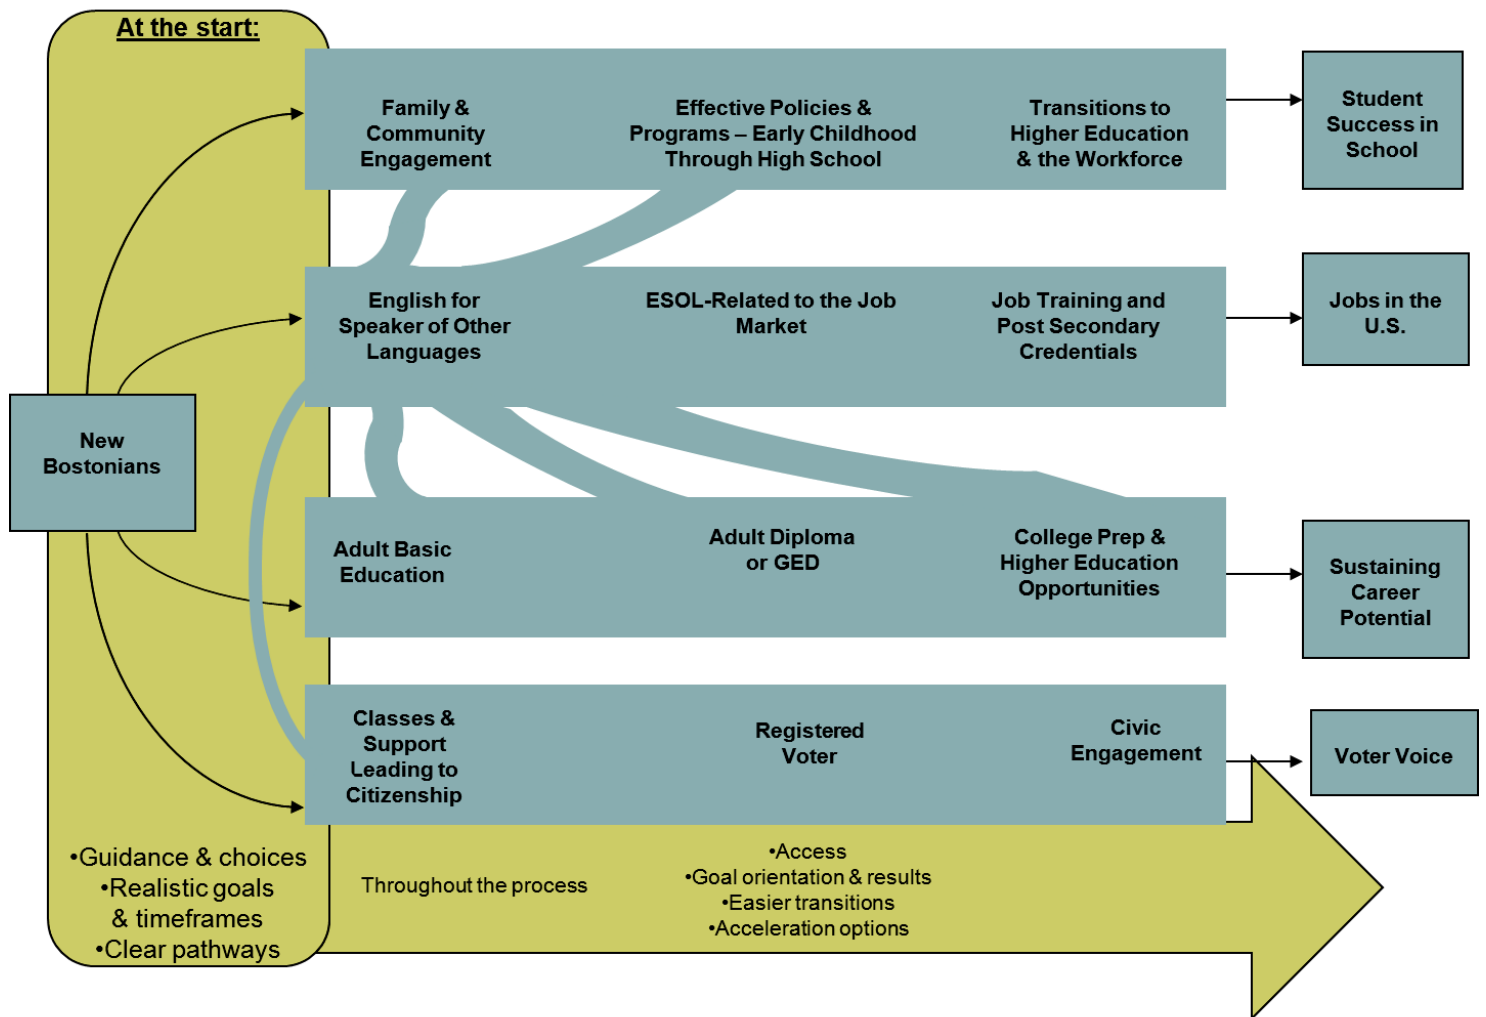 At the start:
Family &
Community
Engagement
Effective Policies &
Programs – Early Childhood
Through High School
Transitions to
Higher Education
& the Workforce
Student
Success in
School
English for
Speaker of Other
Languages
ESOL-Related to the Job
Market
Job Training and
Post Secondary
Credentials
Jobs in the
U.S.
New
Bostonians
Adult Basic
Education
Adult Diploma
or GED
College Prep &
Higher Education
Opportunities
Sustaining
Career
Potential
Classes &
Support
Leading to
Citizenship
Registered
Voter
Civic
Engagement
Voter Voice
•Guidance & choices
•Realistic goals
& timeframes
•Clear pathways
Throughout the process
•Access
•Goal orientation & results
•Easier transitions
•Acceleration options